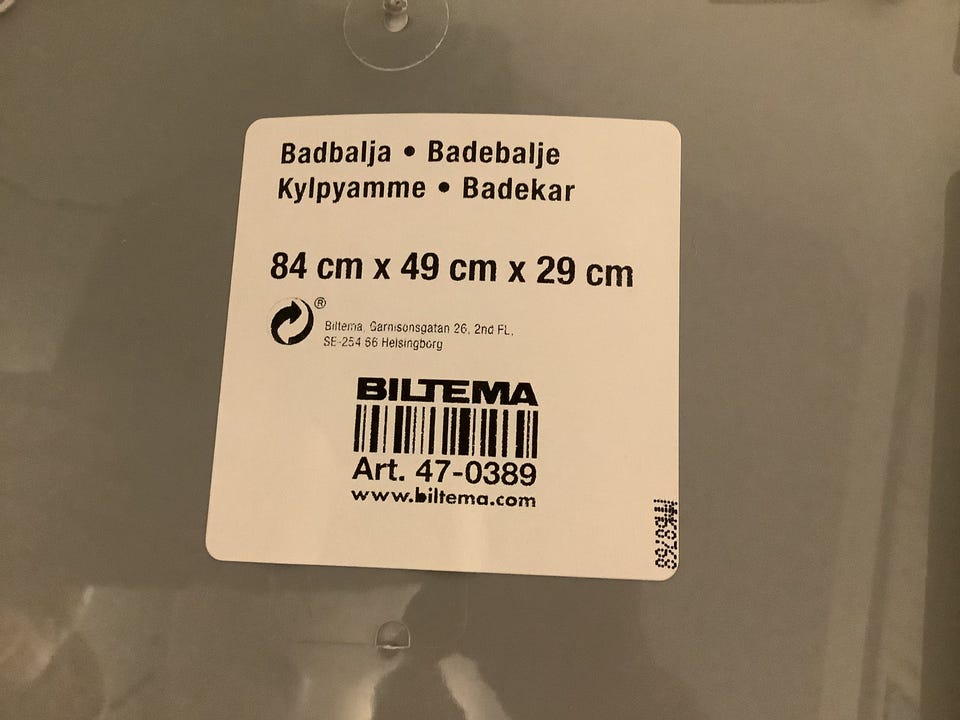 Badbalja • Badebalje
Kylpyamme • Badekar
84 cm x 49 cm x 29 cm
®
Biltema, Garnisonsgatan 26, 2nd FL,
SE-254 66 Helsingborg
BILTEMA
Art. 47-0389
www.biltema.com